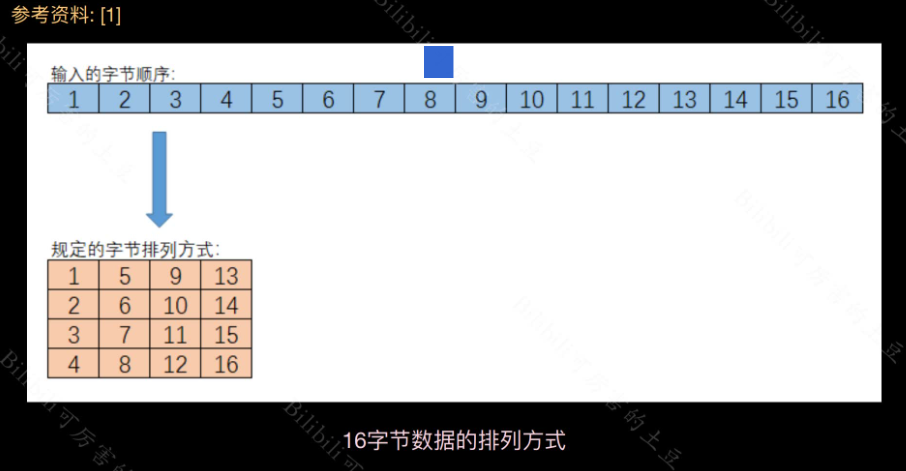 参考资料: [1]
输入的字节顺序:
1 2 3 4 5 6 7 8 9 10 11 12 13 14 15 16
规定的字节排列方式:
1 5 9 13
2 6 10 14
3 7 11 15
4 8 12 16
16字节数据的排列方式
Bilibili可厉害的土豆